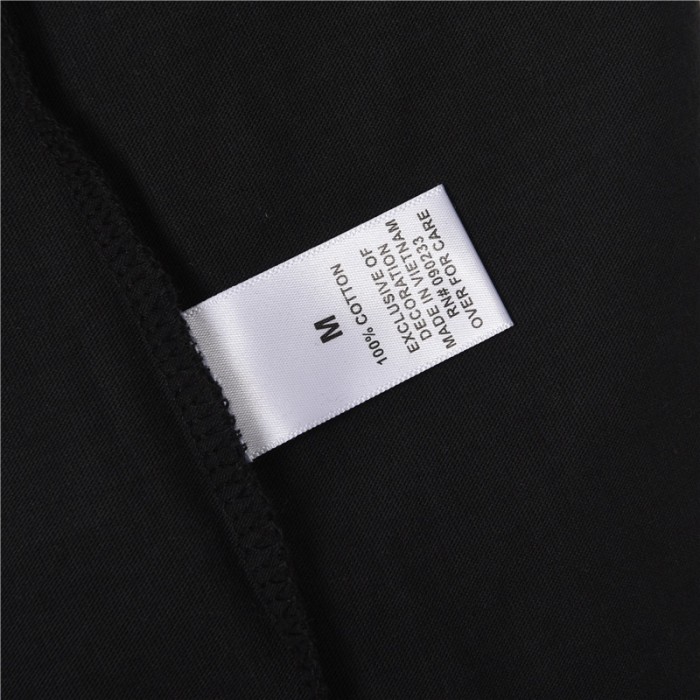 M
100% COTTON
EXCLUSIVE OF
DECORATION
MADE IN VIETNAM
RN# 090233
OVER FOR CARE